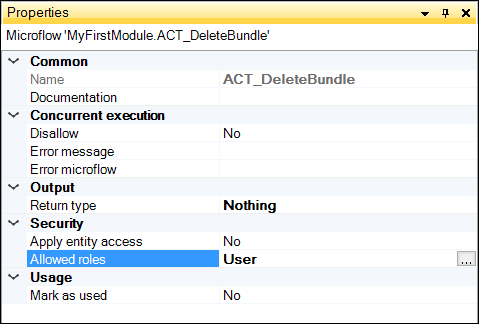 Properties
Microflow 'MyFirstModule.ACT_DeleteBundle'
Common
Name ACT_DeleteBundle
Documentation
Concurrent execution
Disallow No
Error message
Error microflow
Output
Return type Nothing
Security
Apply entity access No
Allowed roles User ...
Usage
Mark as used No